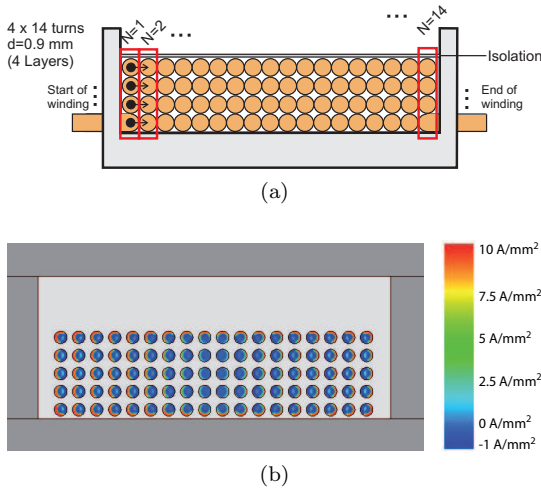 4 x 14 turns
d=0.9 mm
(4 Layers)
N=1
N=2
...
...
N=14
Isolation
Start of
winding
End of
winding
(a)
10 A/mm²
7.5 A/mm²
5 A/mm²
2.5 A/mm²
0 A/mm²
-1 A/mm²
(b)